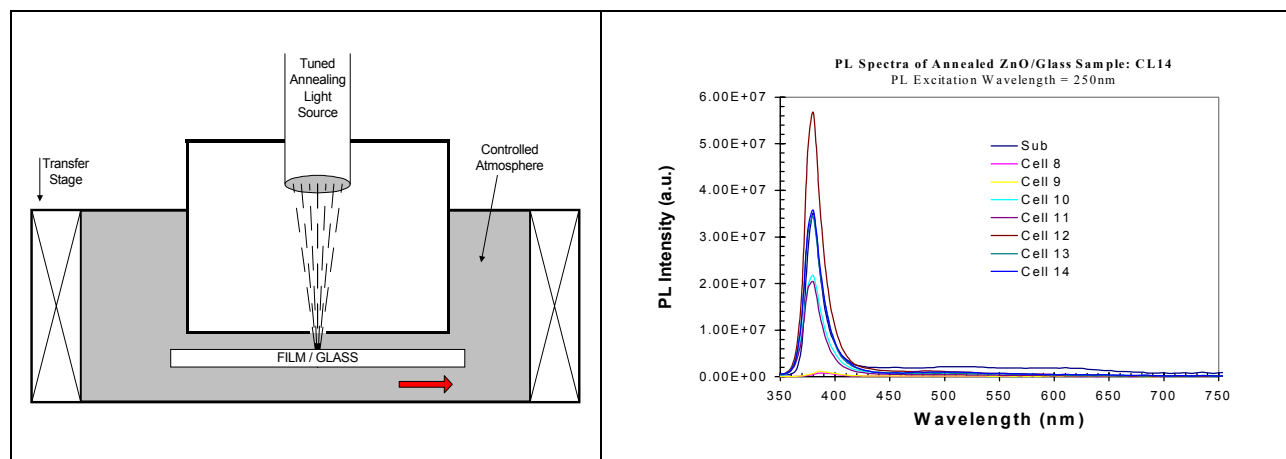 Tuned
Annealing
Light
Source
Transfer
Stage
Controlled
Atmosphere
FILM / GLASS
PL Spectra of Annealed ZnO/Glass Sample: CL14
PL Excitation Wavelength = 250nm
6.00E+07
5.00E+07
4.00E+07
3.00E+07
2.00E+07
1.00E+07
0.00E+00
PL Intensity (a.u.)
Sub
Cell 8
Cell 9
Cell 10
Cell 11
Cell 12
Cell 13
Cell 14
350 400 450 500 550 600 650 700 750
Wavelength (nm)